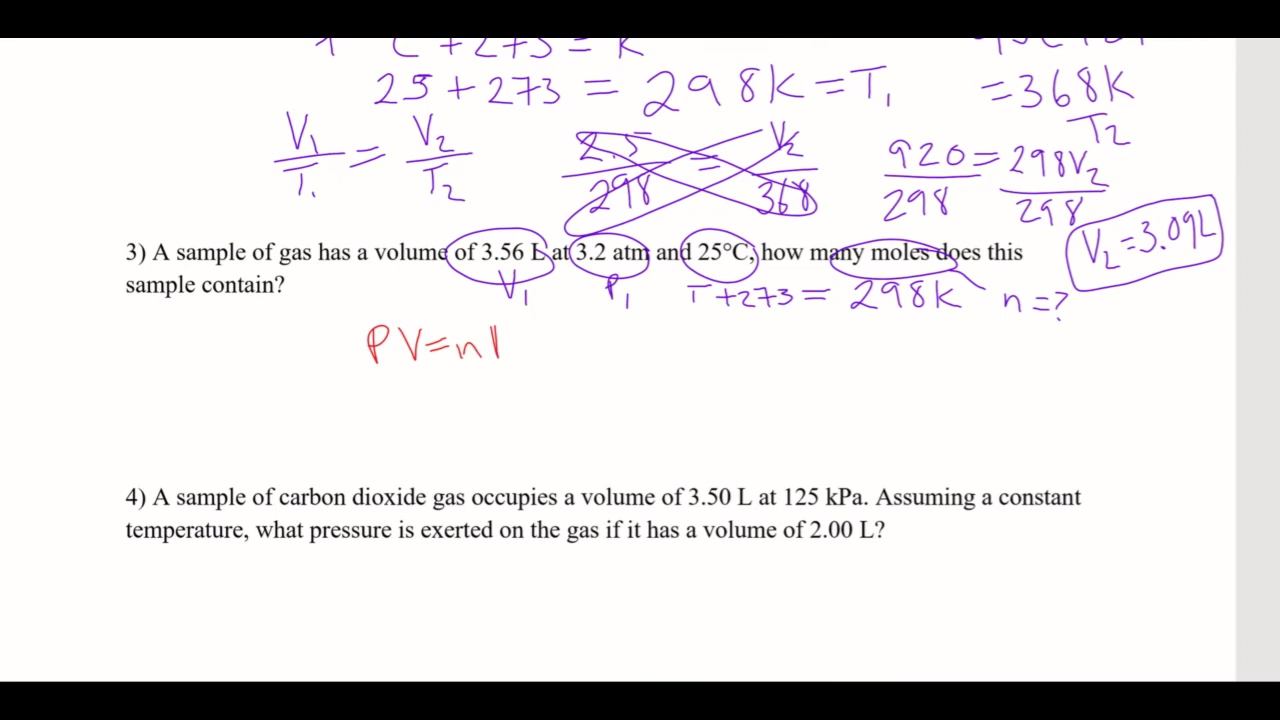 25 + 273 = 298K = T1
= 368K
T2
V1/T1 = V2/T2
2.5/298 = V2/368
920/298 = 298V2/298
V2 = 3.09L
3) A sample of gas has a volume of 3.56 L at 3.2 atm and 25°C, how many moles does this
sample contain?
V1 P1 T + 273 = 298K n = ?
PV = n
4) A sample of carbon dioxide gas occupies a volume of 3.50 L at 125 kPa. Assuming a constant
temperature, what pressure is exerted on the gas if it has a volume of 2.00 L?